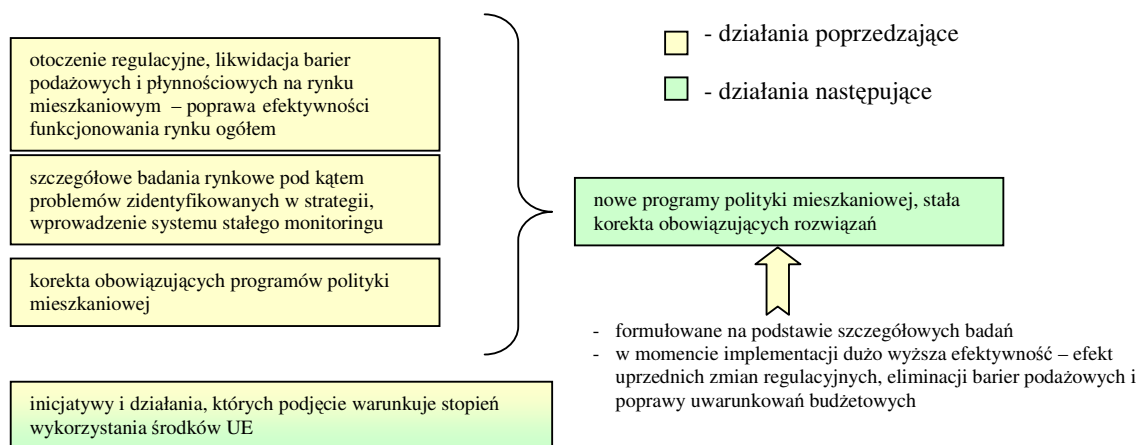 otoczenie regulacyjne, likwidacja barier
podażowych i płynnościowych na rynku
mieszkaniowym – poprawa efektywności
funkcjonowania rynku ogółem
szczegółowe badania rynkowe pod kątem
problemów zidentyfikowanych w strategii,
wprowadzenie systemu stałego monitoringu
korekta obowiązujących programów polityki
mieszkaniowej
inicjatywy i działania, których podjęcie warunkuje stopień
wykorzystania środków UE
- działania poprzedzające
- działania następujące
nowe programy polityki mieszkaniowej, stała
korekta obowiązujących rozwiązań
- formułowane na podstawie szczegółowych badań
- w momencie implementacji dużo wyższa efektywność – efekt
uprzednich zmian regulacyjnych, eliminacji barier podażowych i
poprawy uwarunkowań budżetowych